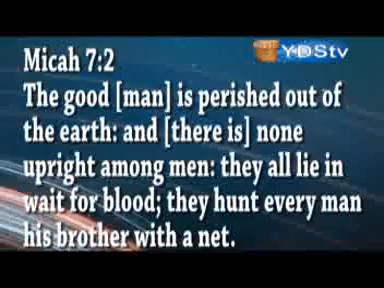 YDStv
Micah 7:2
The good [man] is perished out of
the earth: and [there is] none
upright among men: they all lie in
wait for blood; they hunt every man
his brother with a net.